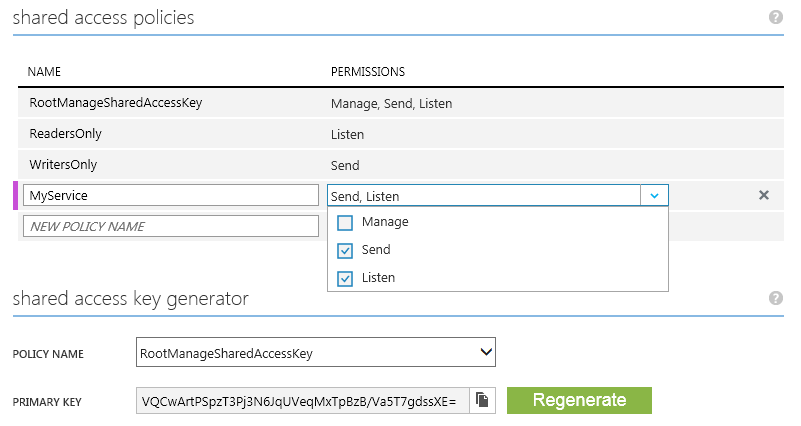 shared access policies
?
NAME PERMISSIONS
RootManageSharedAccessKey Manage, Send, Listen
ReadersOnly Listen
WritersOnly Send
MyService Send, Listen
NEW POLICY NAME
Manage
Send
Listen
shared access key generator
?
POLICY NAME RootManageSharedAccessKey
PRIMARY KEY VQCwArtPSpzT3Pj3N6JqUVeqMxTpBzB/Va5T7gdssXE= Regenerate